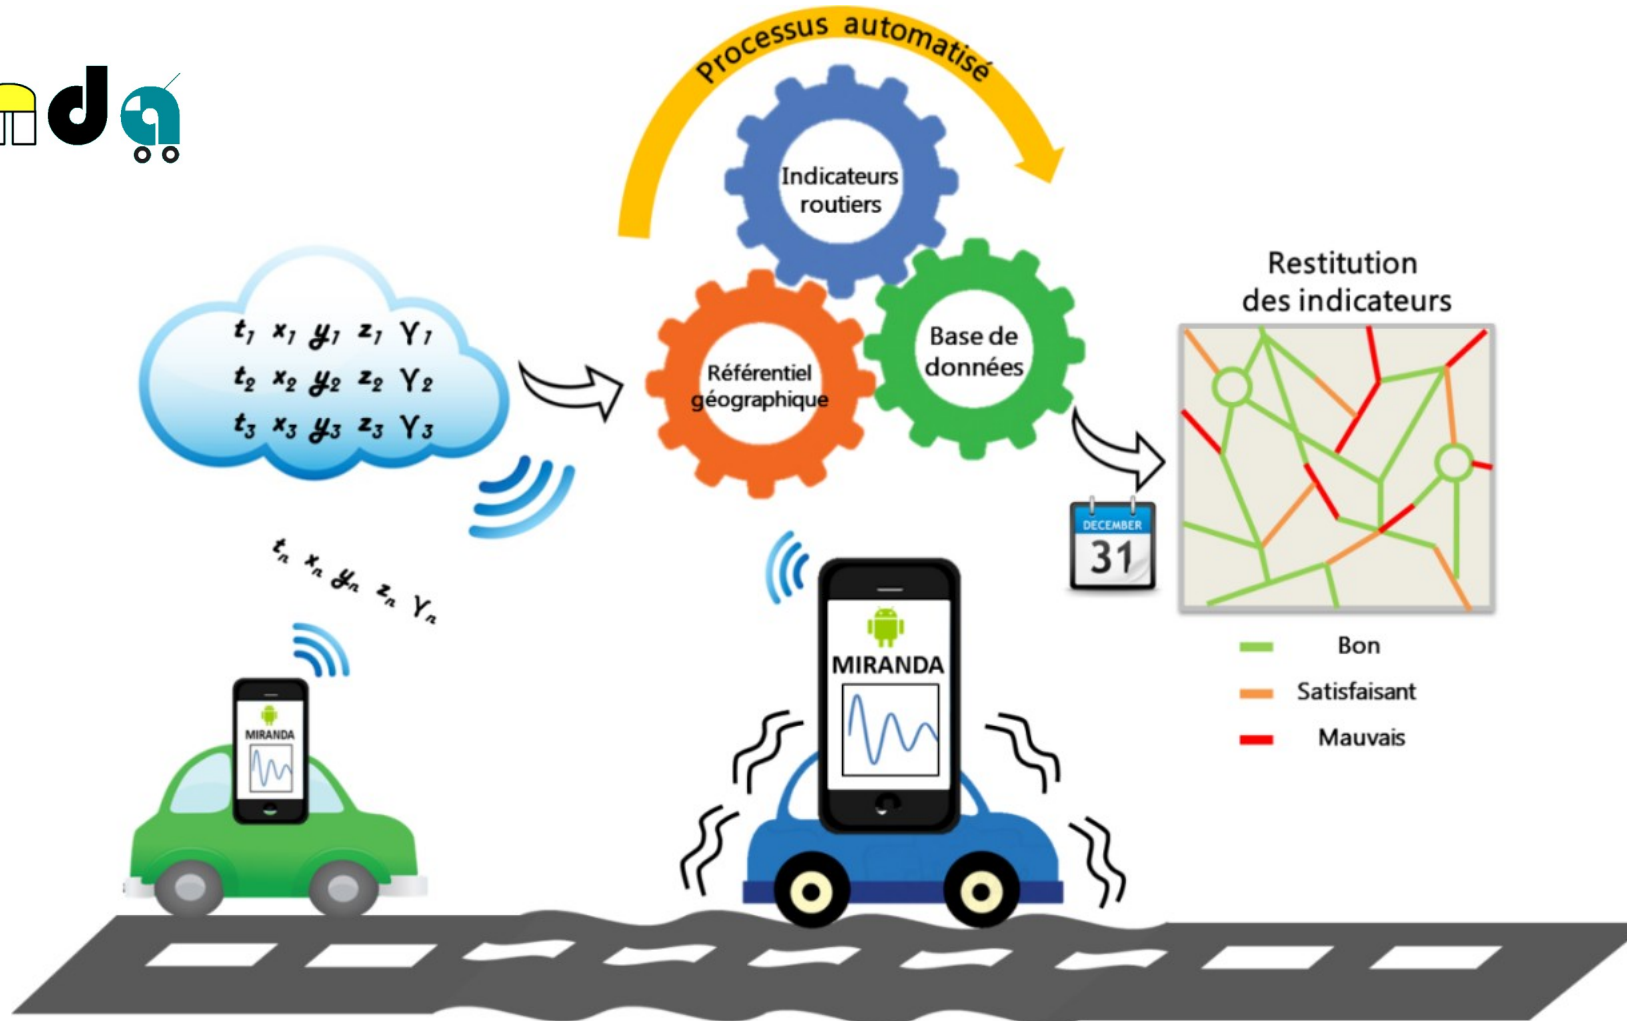 nda
Processus automatisé
Indicateurs
routiers
Référentiel
géographique
Base de
données
t₁ x₁ y₁ z₁ γ₁
t₂ x₂ y₂ z₂ γ₂
t₃ x₃ y₃ z₃ γ₃
tₙ xₙ yₙ zₙ γₙ
MIRANDA
MIRANDA
DECEMBER
31
Restitution
des indicateurs
Bon
Satisfaisant
Mauvais